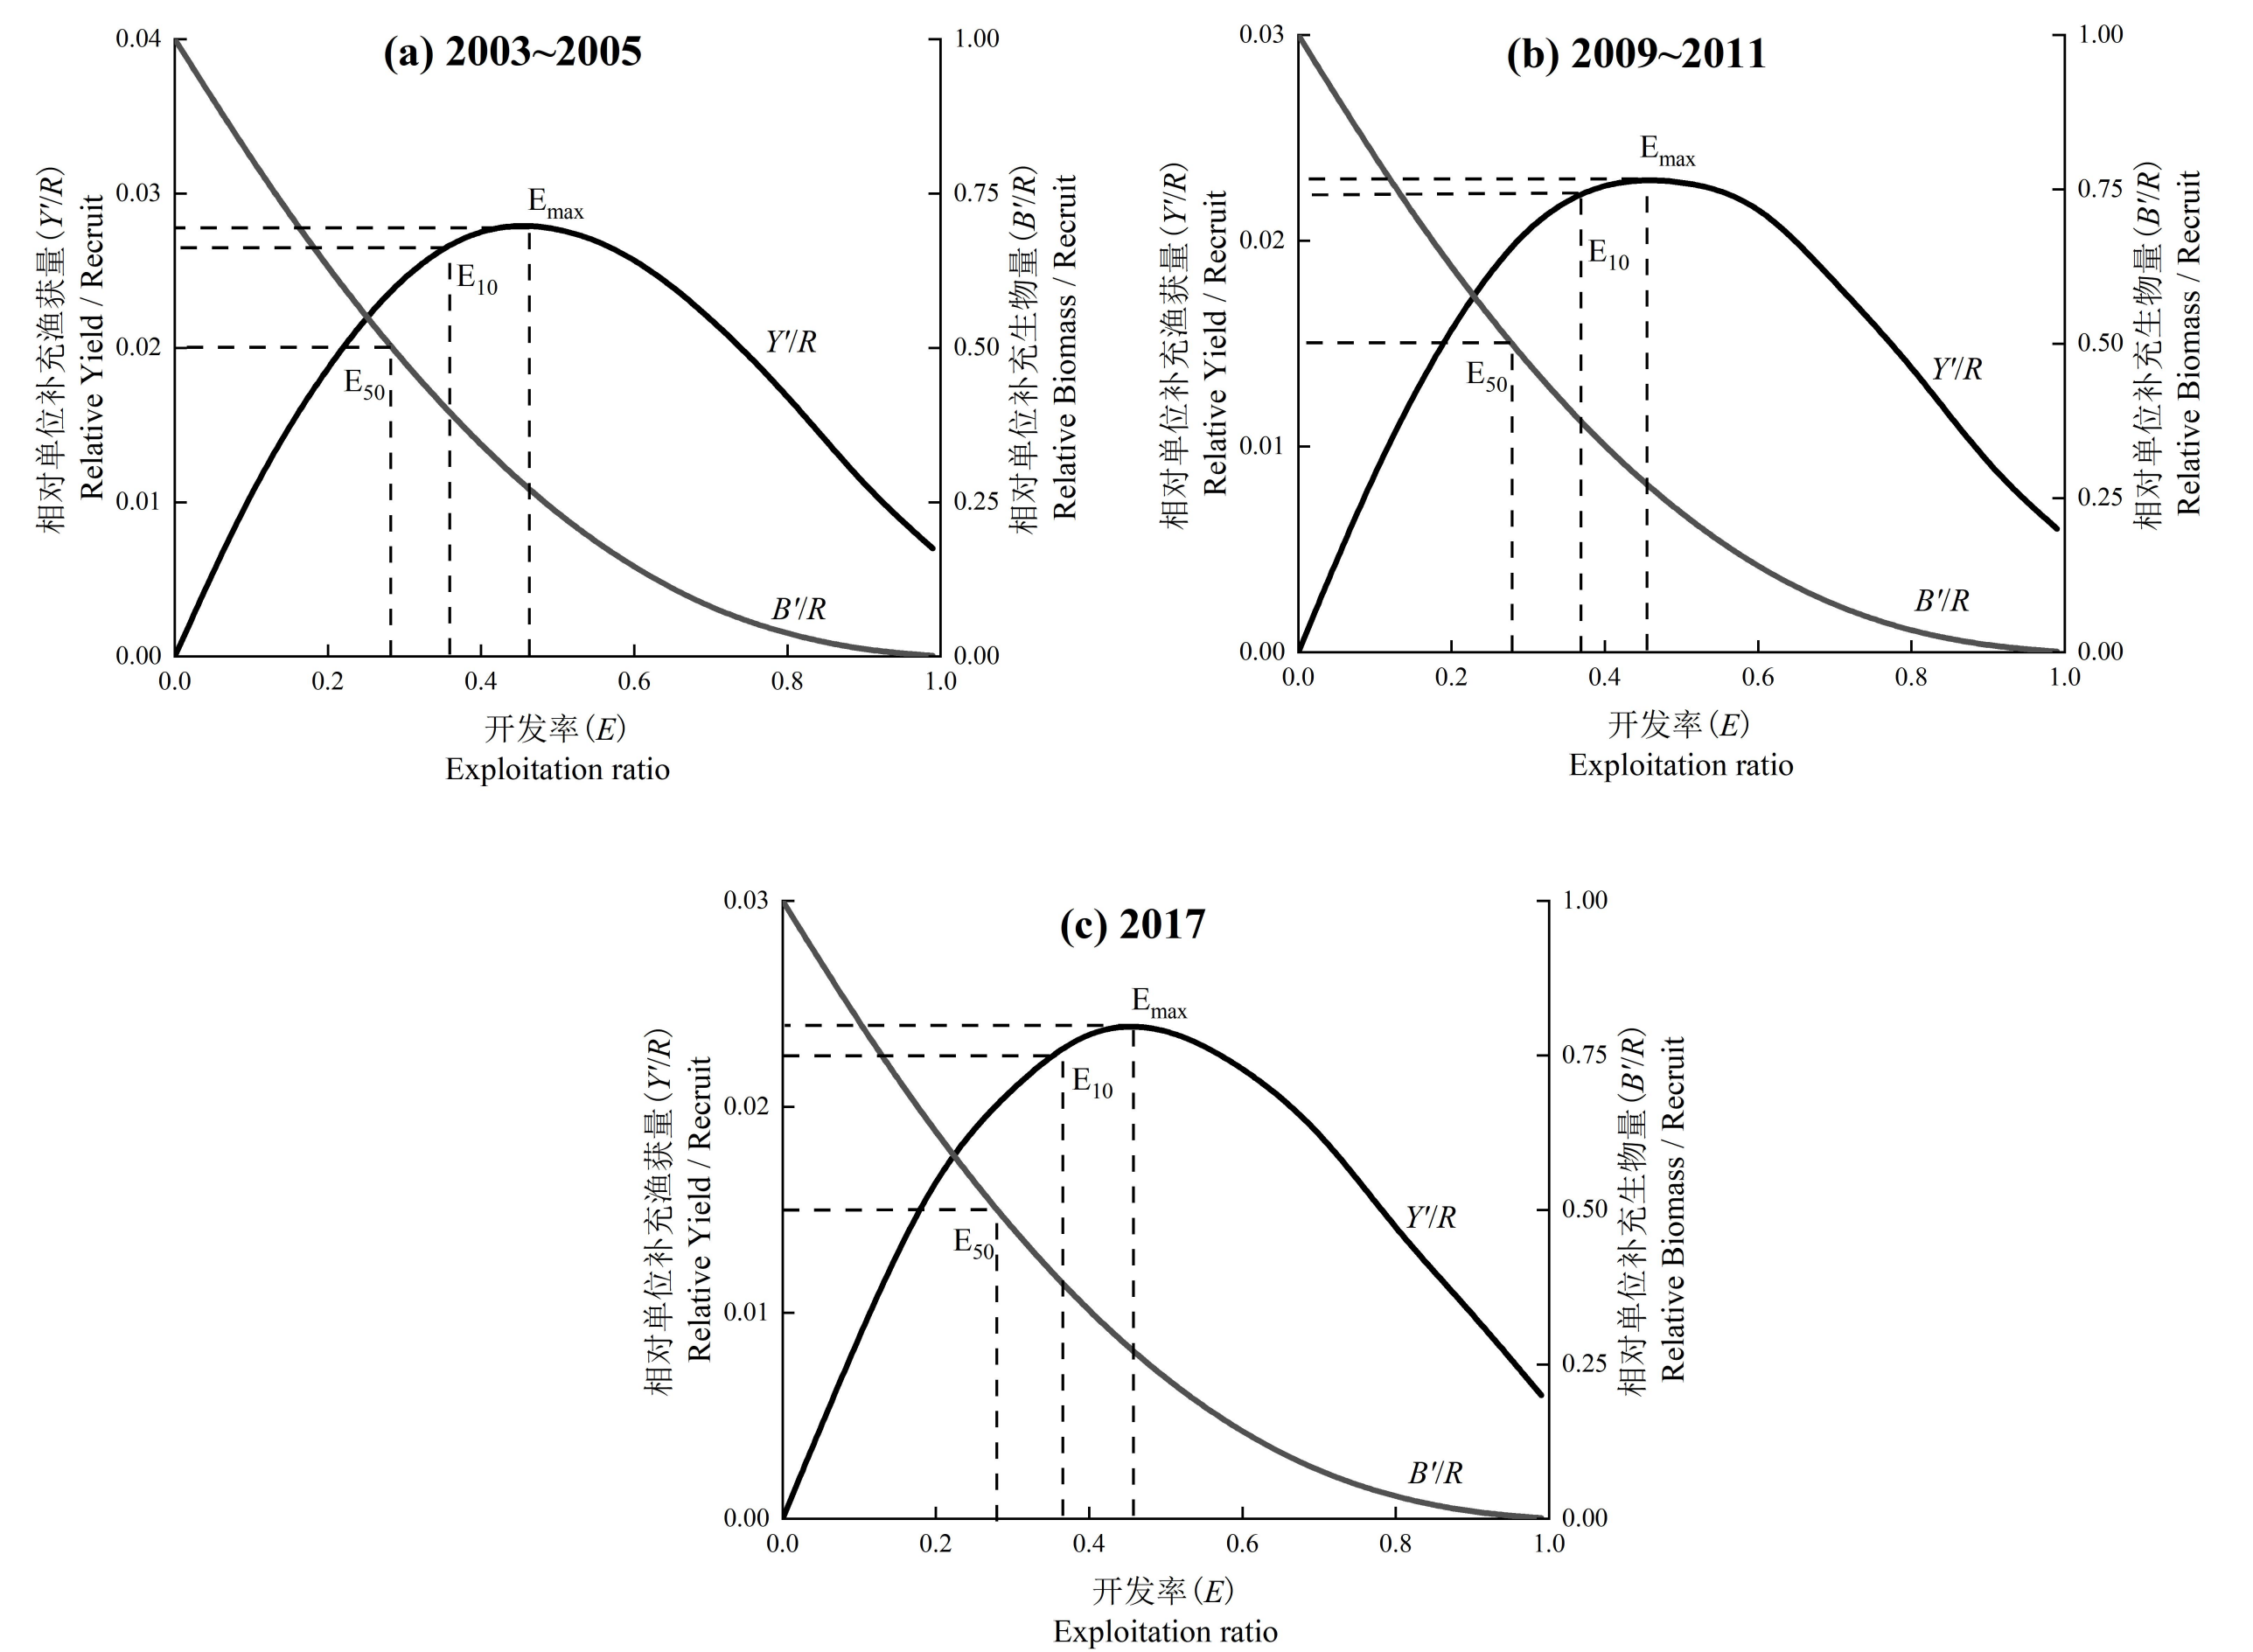 (a) 2003~2005
0.04
0.03
0.02
0.01
0.00
1.00
0.75
0.50
0.25
0.00
0.0 0.2 0.4 0.6 0.8 1.0
相对单位补充渔获量(Y'/R)
Relative Yield / Recruit
相对单位补充生物量(B'/R)
Relative Biomass / Recruit
Emax
E10
E50
Y'/R
B'/R
开发率(E)
Exploitation ratio
(b) 2009~2011
0.03
0.02
0.01
0.00
1.00
0.75
0.50
0.25
0.00
0.0 0.2 0.4 0.6 0.8 1.0
相对单位补充渔获量(Y'/R)
Relative Yield / Recruit
相对单位补充生物量(B'/R)
Relative Biomass / Recruit
Emax
E10
E50
Y'/R
B'/R
开发率(E)
Exploitation ratio
(c) 2017
0.03
0.02
0.01
0.00
1.00
0.75
0.50
0.25
0.00
0.0 0.2 0.4 0.6 0.8 1.0
相对单位补充渔获量(Y'/R)
Relative Yield / Recruit
相对单位补充生物量(B'/R)
Relative Biomass / Recruit
Emax
E10
E50
Y'/R
B'/R
开发率(E)
Exploitation ratio